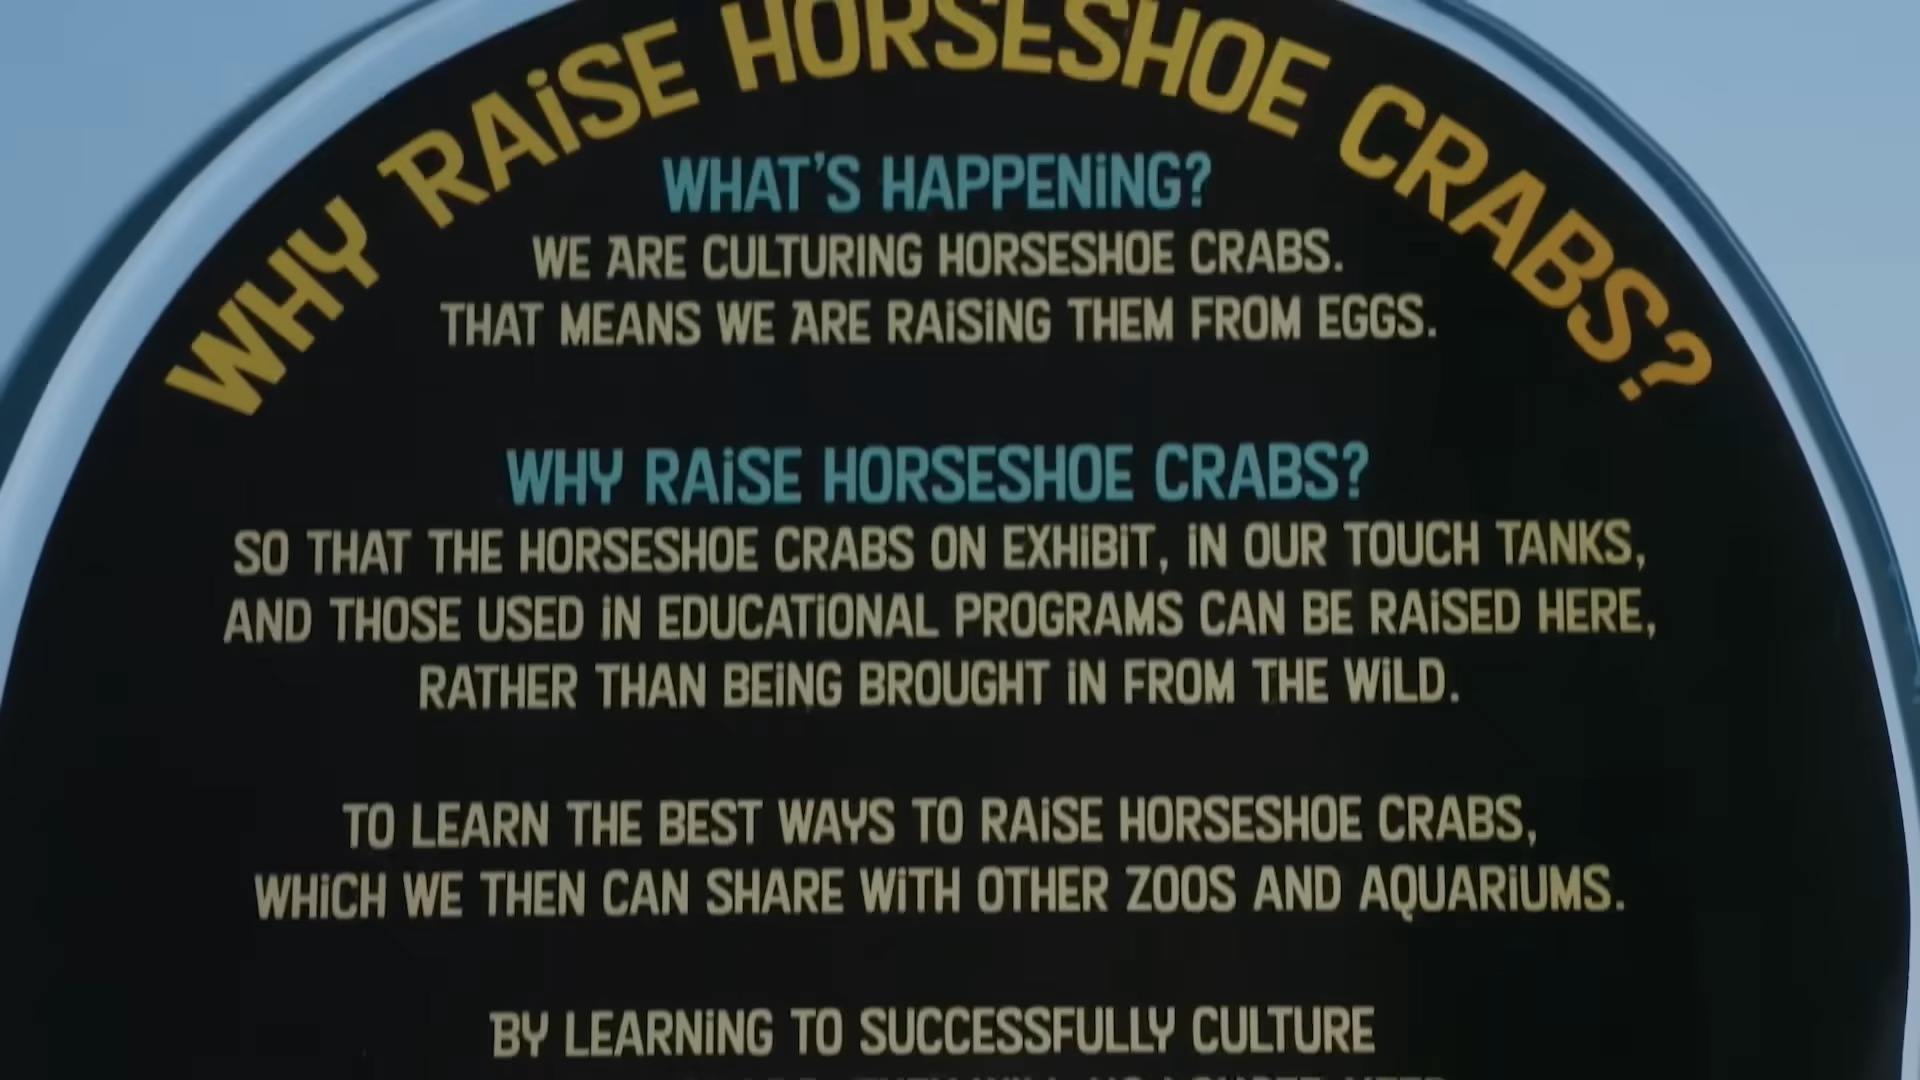 WHY RAiSE HORSESHOE CRABS?
WHAT'S HAPPENiNG?
WE ARE CULTURING HORSESHOE CRABS.
THAT MEANS WE ARE RAiSiNG THEM FROM EGGS.
WHY RAiSE HORSESHOE CRABS?
SO THAT THE HORSESHOE CRABS ON EXHiBiT, iN OUR TOUCH TANKS,
AND THOSE USED iN EDUCATiONAL PROGRAMS CAN BE RAiSED HERE,
RATHER THAN BEiNG BROUGHT iN FROM THE WiLD.
TO LEARN THE BEST WAYS TO RAiSE HORSESHOE CRABS,
WHiCH WE THEN CAN SHARE WiTH OTHER ZOOS AND AQUARiUMS.
BY LEARNiNG TO SUCCESSFULLY CULTURE